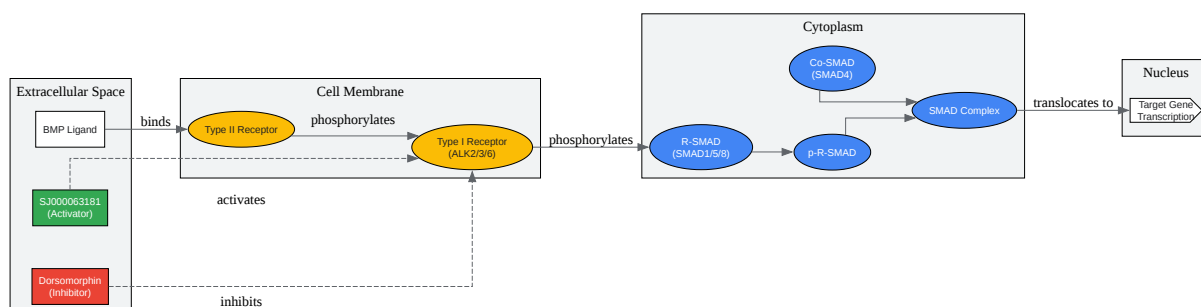 Extracellular Space
BMP Ligand
SJ000063181
(Activator)
Dorsomorphin
(Inhibitor)
binds
activates
inhibits
Cell Membrane
Type II Receptor
phosphorylates
Type I Receptor
(ALK2/3/6)
phosphorylates
Cytoplasm
Co-SMAD
(SMAD4)
R-SMAD
(SMAD1/5/8)
p-R-SMAD
SMAD Complex
translocates to
Nucleus
Target Gene
Transcription